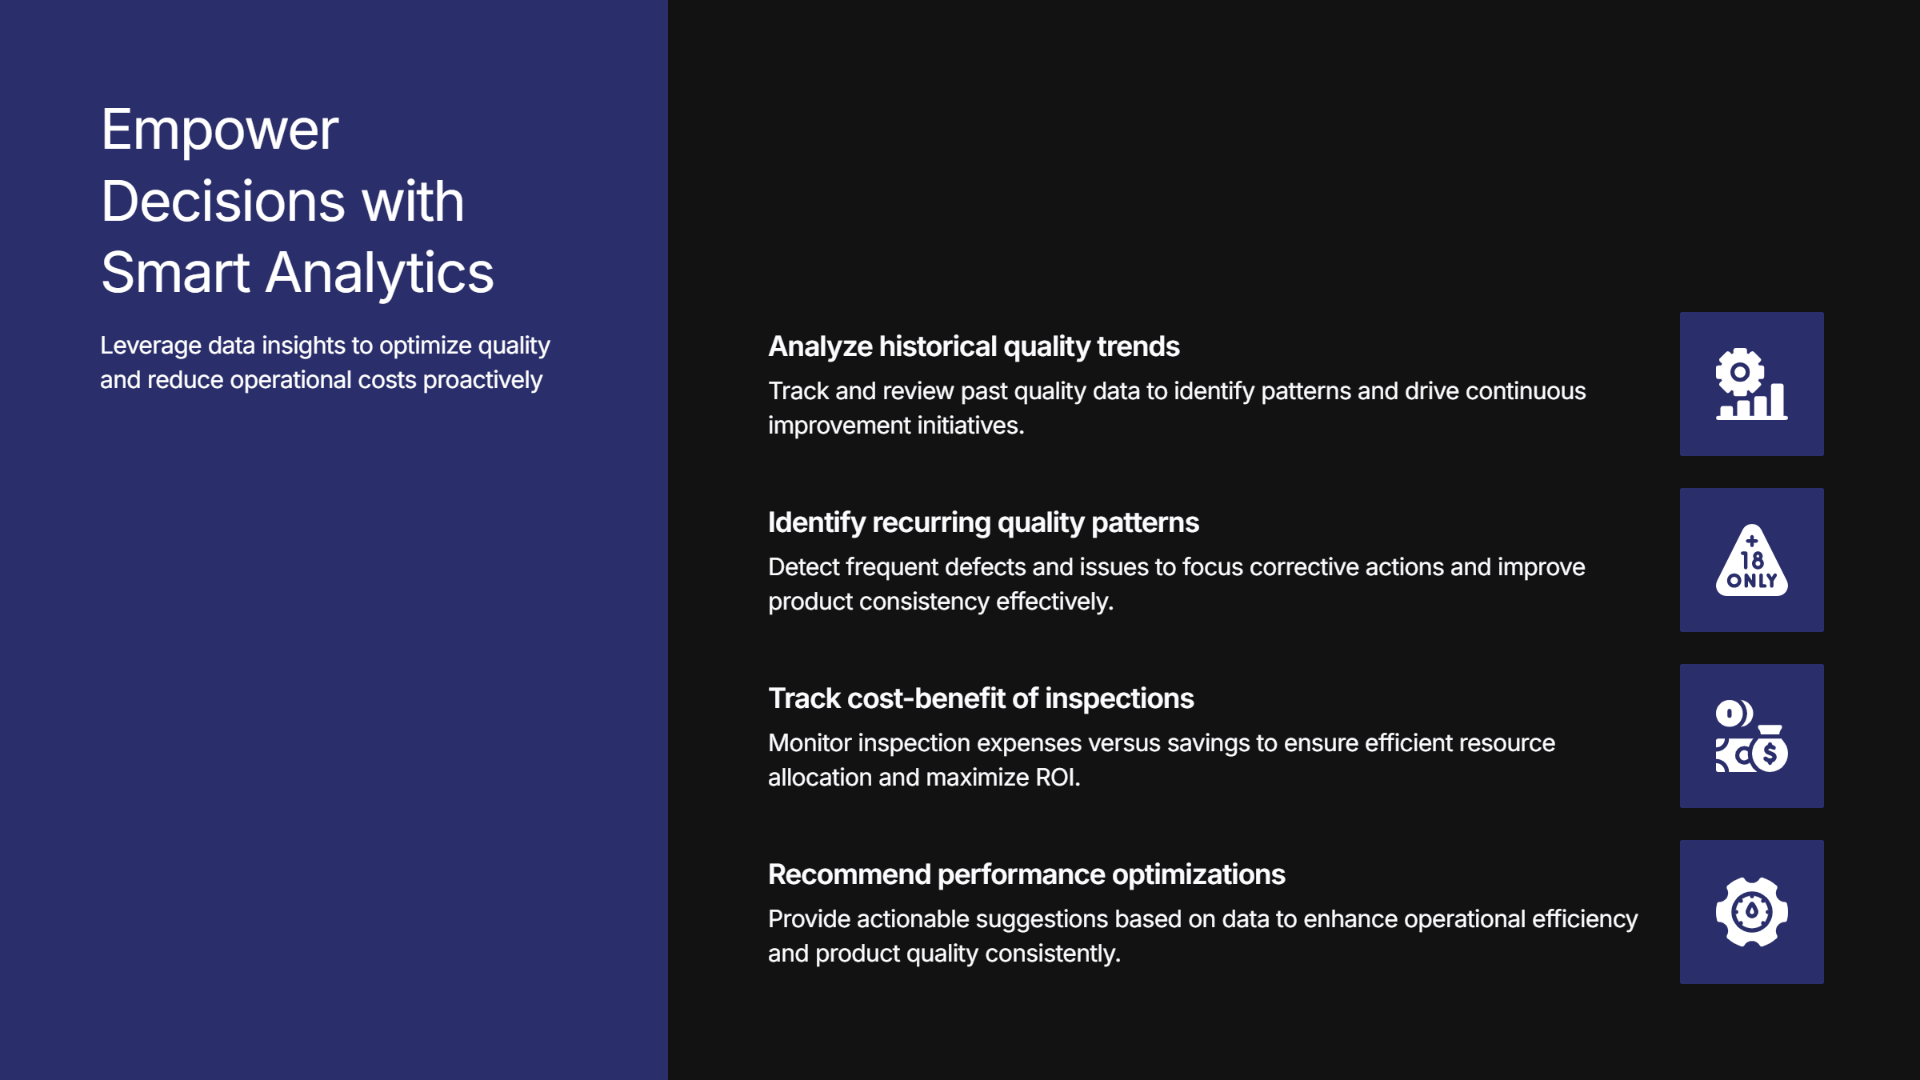 Empower
Decisions with
Smart Analytics
Leverage data insights to optimize quality
and reduce operational costs proactively
Analyze historical quality trends
Track and review past quality data to identify patterns and drive continuous
improvement initiatives.
Identify recurring quality patterns
Detect frequent defects and issues to focus corrective actions and improve
product consistency effectively.
+
18
ONLY
Track cost-benefit of inspections
Monitor inspection expenses versus savings to ensure efficient resource
allocation and maximize ROI.
$
Recommend performance optimizations
Provide actionable suggestions based on data to enhance operational efficiency
and product quality consistently.